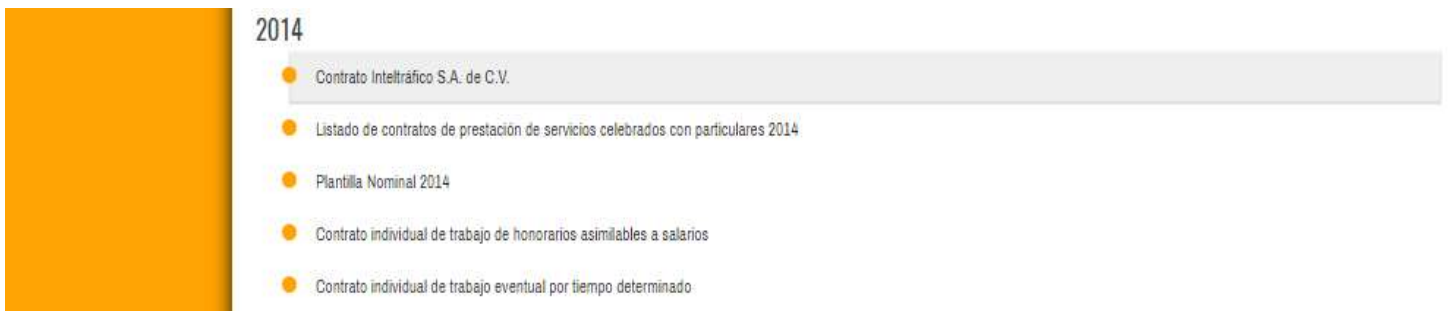 2014
Contrato Inteltráfico S.A. de C.V.
Listado de contratos de prestación de servicios celebrados con particulares 2014
Plantilla Nominal 2014
Contrato individual de trabajo de honorarios asimilables a salarios
Contrato individual de trabajo eventual por tiempo determinado